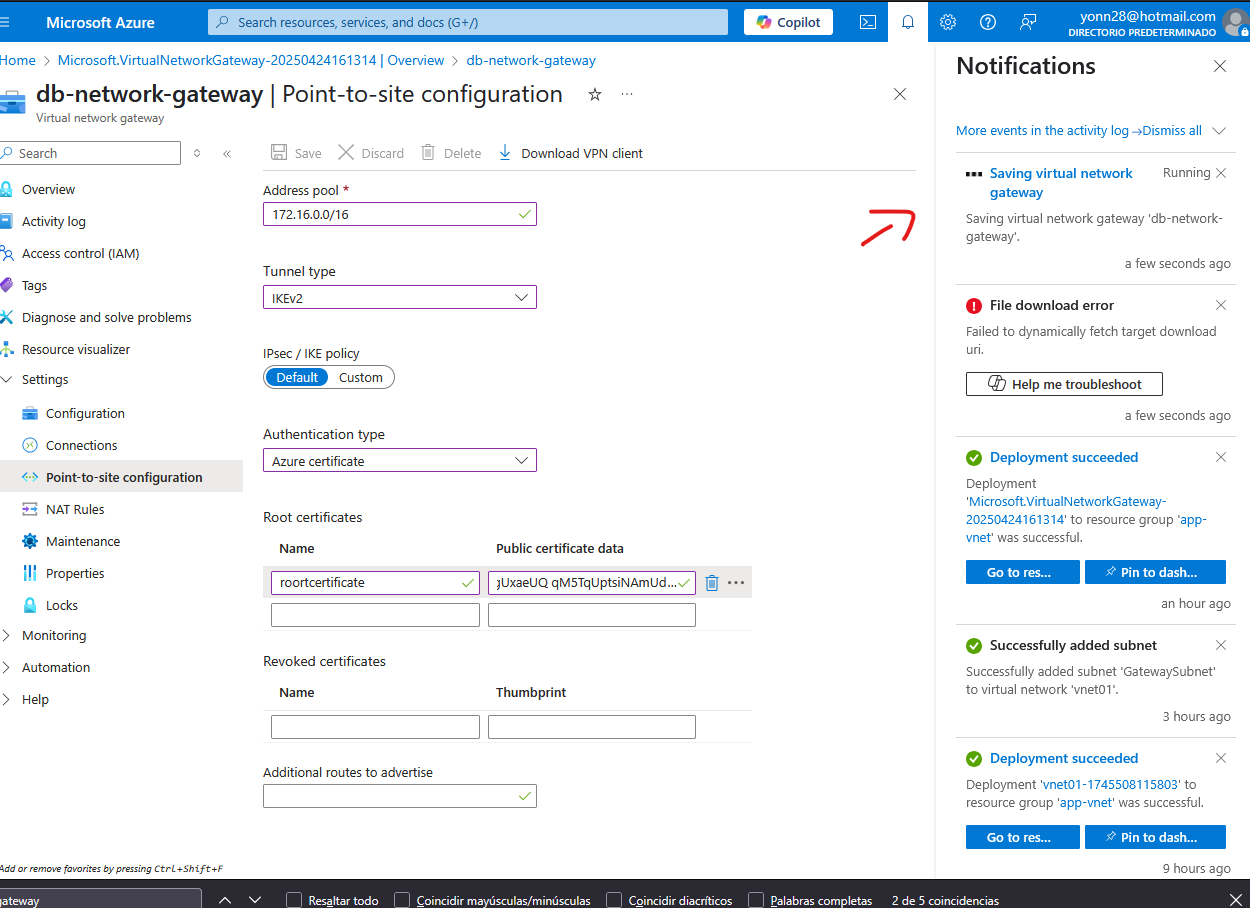 Microsoft Azure
Search resources, services, and docs (G+/)
Copilot
yonn28@hotmail.com
DIRECTORIO PREDETERMINADO
Home > Microsoft.VirtualNetworkGateway-20250424161314 | Overview > db-network-gateway
db-network-gateway | Point-to-site configuration
Virtual network gateway
Search
Overview
Activity log
Access control (IAM)
Tags
Diagnose and solve problems
Resource visualizer
Settings
Configuration
Connections
Point-to-site configuration
NAT Rules
Maintenance
Properties
Locks
Monitoring
Automation
Help
Add or remove favorites by pressing Ctrl+Shift+F
Save Discard Delete Download VPN client
Address pool *
172.16.0.0/16
Tunnel type
IKEv2
IPsec / IKE policy
Default Custom
Authentication type
Azure certificate
Root certificates
Name Public certificate data
roortcertificate UxaeUQ qM5TqUptsiNAmUd...
Revoked certificates
Name Thumbprint
Additional routes to advertise
Notifications
More events in the activity log → Dismiss all
Saving virtual network Running
gateway
Saving virtual network gateway 'db-network-
gateway'.
a few seconds ago
File download error
Failed to dynamically fetch target download
uri.
Help me troubleshoot
a few seconds ago
Deployment succeeded
Deployment
'Microsoft.VirtualNetworkGateway-
20250424161314' to resource group 'app-
vnet' was successful.
Go to res... Pin to dash...
an hour ago
Successfully added subnet
Successfully added subnet 'GatewaySubnet'
to virtual network 'vnet01'.
3 hours ago
Deployment succeeded
Deployment 'vnet01-1745508115803' to
resource group 'app-vnet' was successful.
Go to res... Pin to dash...
9 hours ago
gateway Resaltar todo Coincidir mayúsculas/minúsculas Coincidir diacríticos Palabras completas 2 de 5 coincidencias